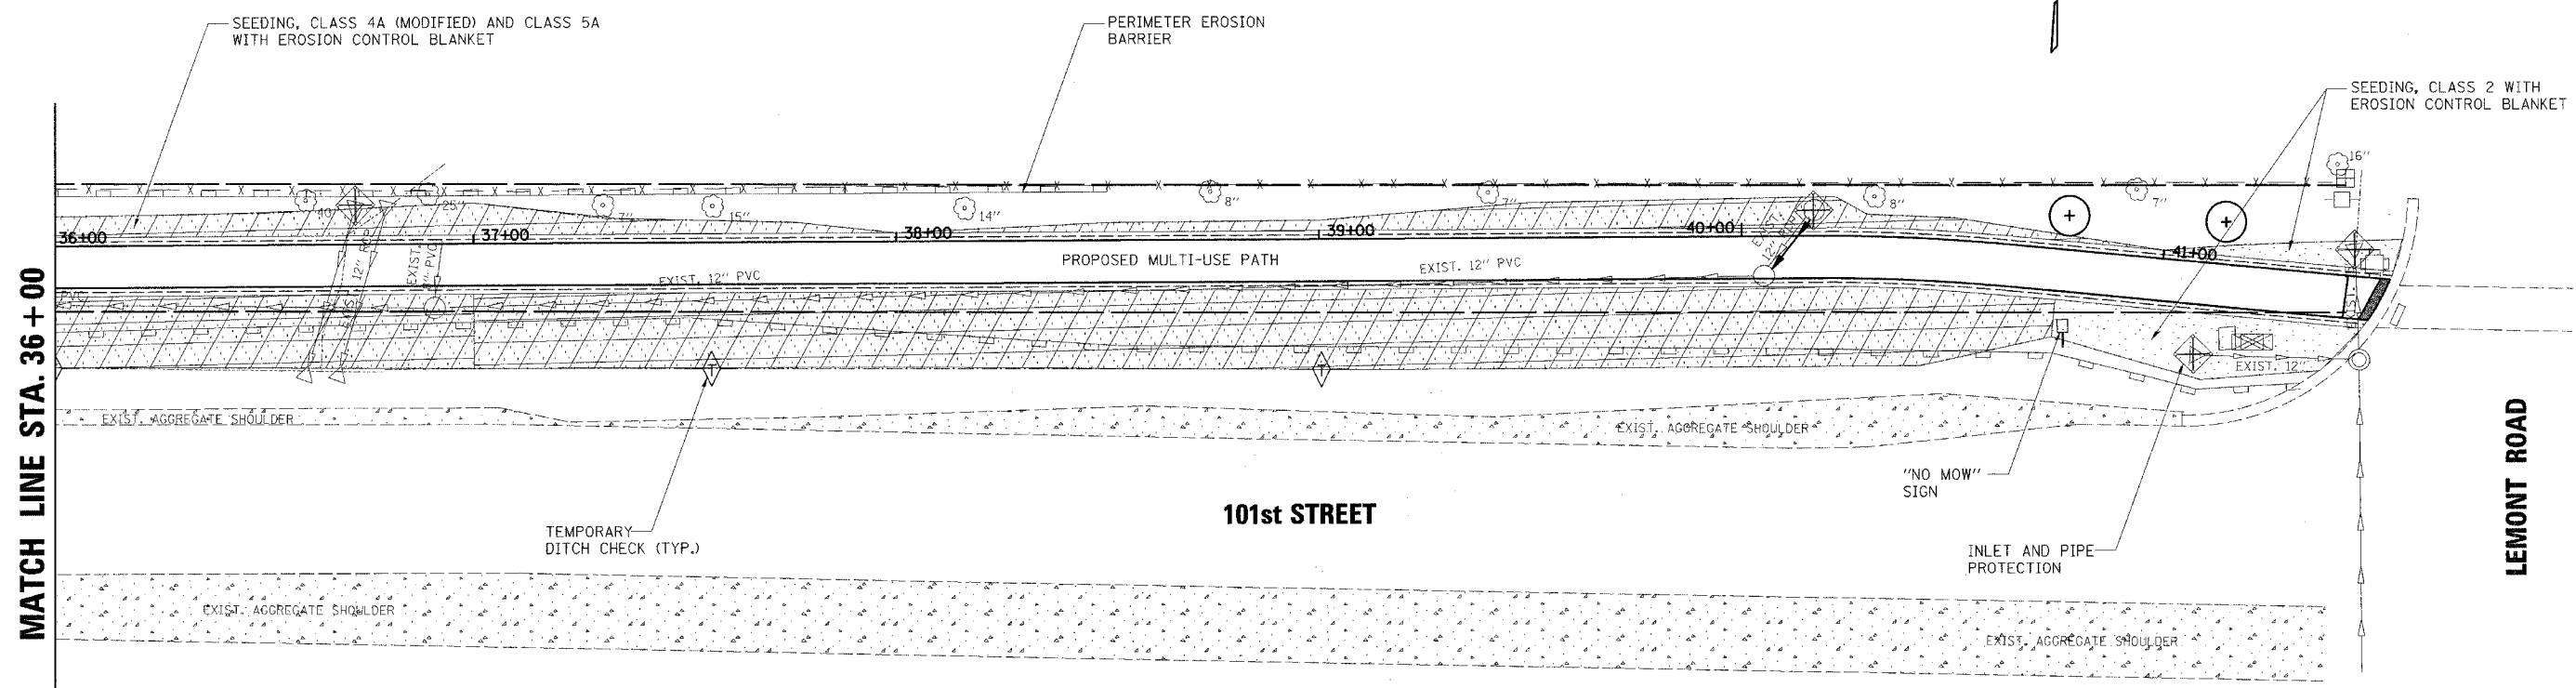 SEEDING, CLASS 4A (MODIFIED) AND CLASS 5A
WITH EROSION CONTROL BLANKET
PERIMETER EROSION
BARRIER
SEEDING, CLASS 2 WITH
EROSION CONTROL BLANKET
16"
40"
25"
7"
15"
14"
8"
7"
8"
7"
36+00
37+00
38+00
39+00
40+00
41+00
EXIST. 12"
EXIST.
PVC
EXIST.
12"
PROPOSED MULTI-USE PATH
EXIST. 12" PVC
EXIST. 12" PVC
EXIST. 12"
MATCH LINE STA. 36+00
EXIST. AGGREGATE SHOULDER
EXIST. AGGREGATE SHOULDER
"NO MOW"
SIGN
101st STREET
LEMONT ROAD
TEMPORARY
DITCH CHECK (TYP.)
INLET AND PIPE
PROTECTION
EXIST. AGGREGATE SHOULDER
EXIST. AGGREGATE SHOULDER